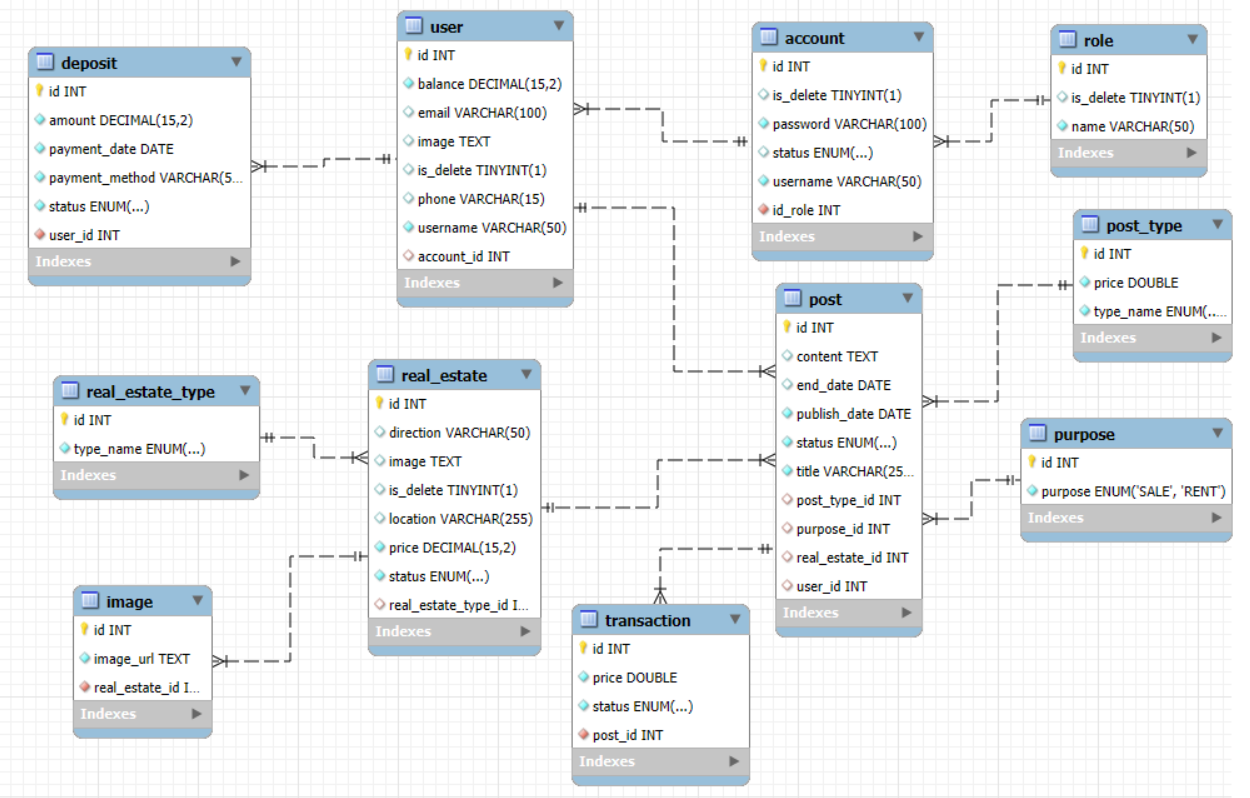 deposit
id INT
amount DECIMAL(15,2)
payment_date DATE
payment_method VARCHAR(5...
status ENUM(...)
user_id INT
Indexes
user
id INT
balance DECIMAL(15,2)
email VARCHAR(100)
image TEXT
is_delete TINYINT(1)
phone VARCHAR(15)
username VARCHAR(50)
account_id INT
Indexes
account
id INT
is_delete TINYINT(1)
password VARCHAR(100)
status ENUM(...)
username VARCHAR(50)
id_role INT
Indexes
role
id INT
is_delete TINYINT(1)
name VARCHAR(50)
Indexes
post_type
id INT
price DOUBLE
type_name ENUM(.....
Indexes
post
id INT
content TEXT
end_date DATE
publish_date DATE
status ENUM(...)
title VARCHAR(25...
post_type_id INT
purpose_id INT
real_estate_id INT
user_id INT
Indexes
real_estate_type
id INT
type_name ENUM(...)
Indexes
real_estate
id INT
direction VARCHAR(50)
image TEXT
is_delete TINYINT(1)
location VARCHAR(255)
price DECIMAL(15,2)
status ENUM(...)
real_estate_type_id I...
Indexes
purpose
id INT
purpose ENUM('SALE', 'RENT')
Indexes
image
id INT
image_url TEXT
real_estate_id I...
Indexes
transaction
id INT
price DOUBLE
status ENUM(...)
post_id INT
Indexes